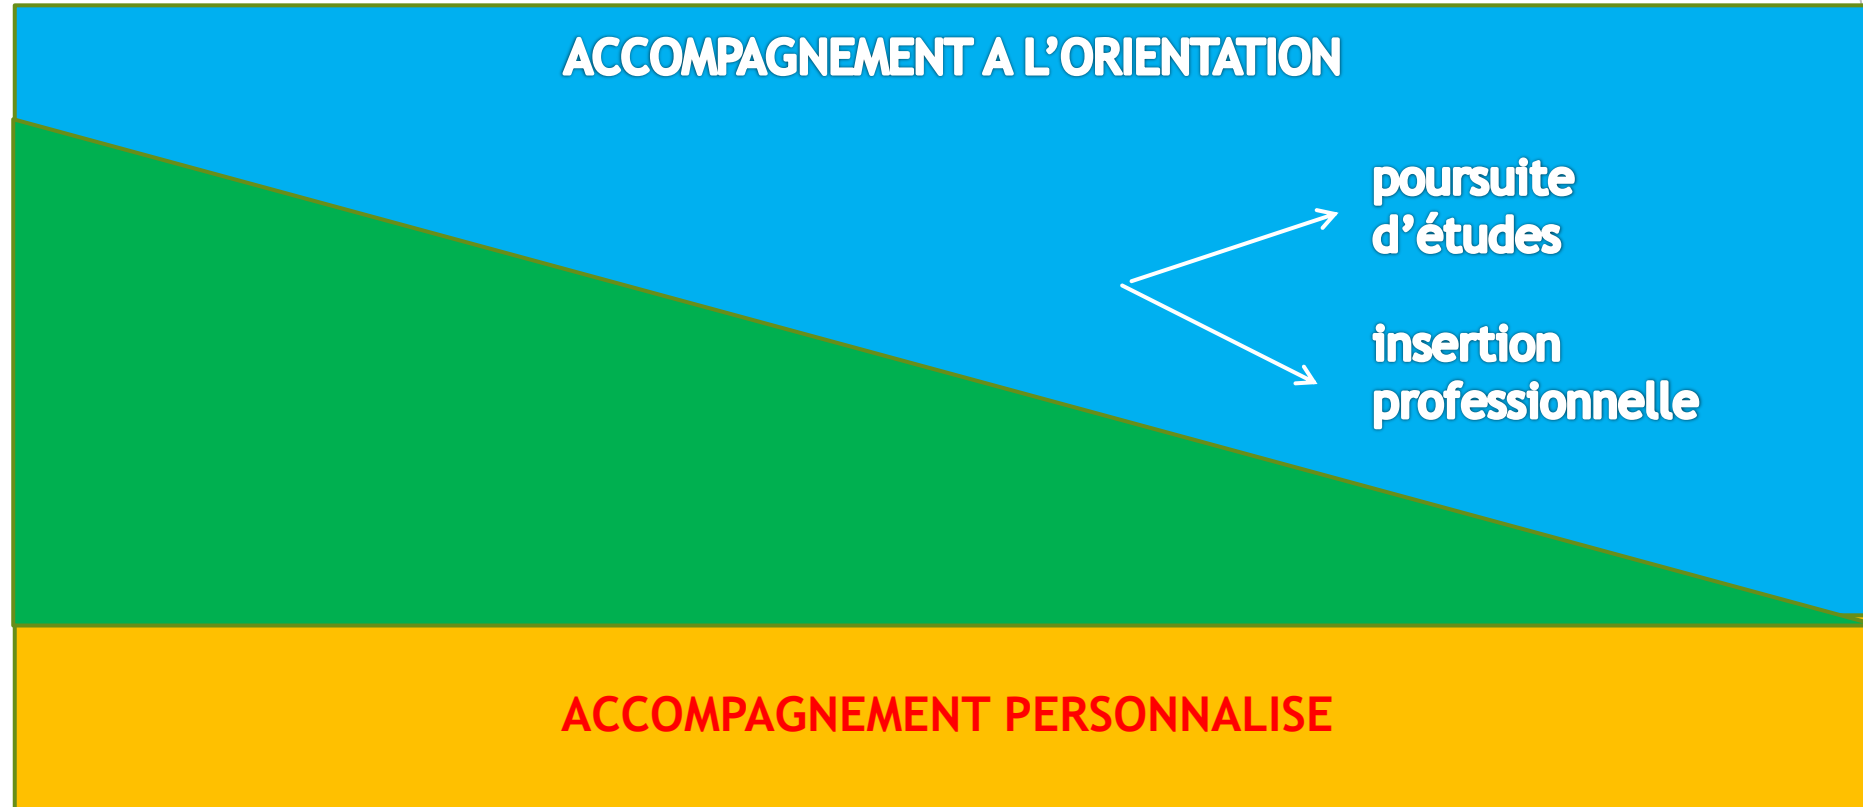 ACCOMPAGNEMENT A L’ORIENTATION
poursuite
d’études
insertion
professionnelle
ACCOMPAGNEMENT PERSONNALISE